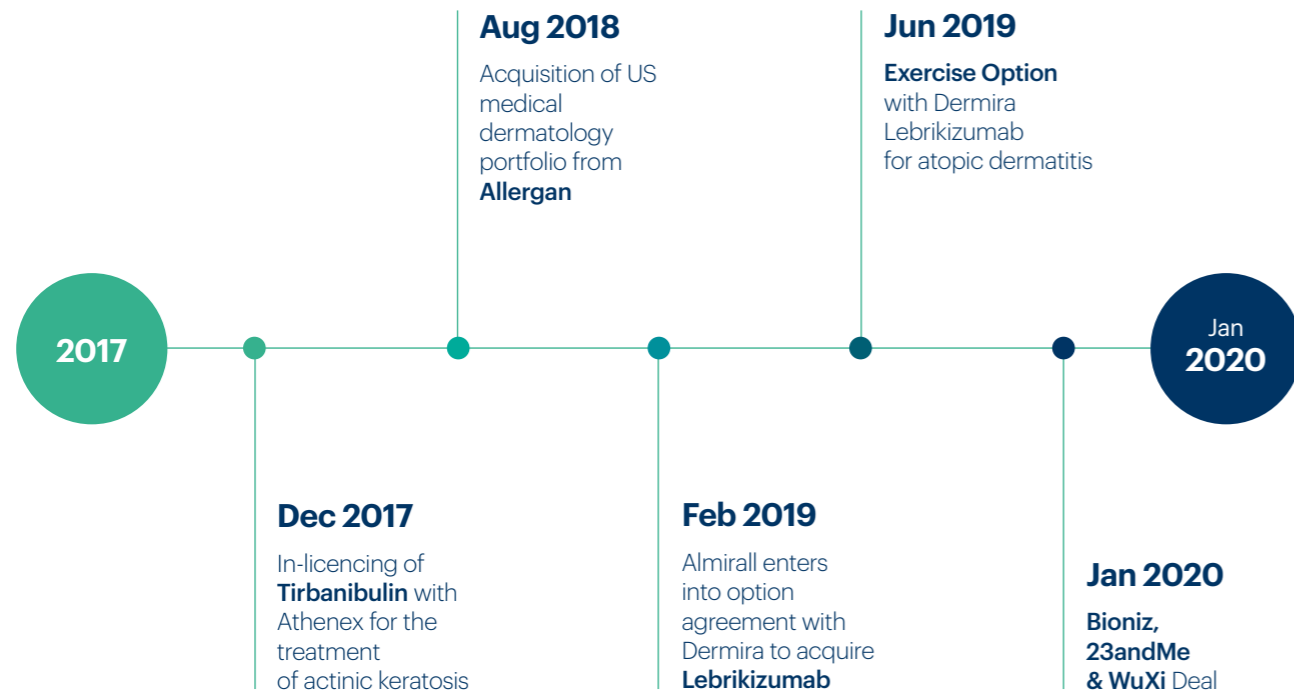 Aug 2018
Acquisition of US
medical
dermatology
portfolio from
Allergan
Jun 2019
Exercise Option
with Dermira
Lebrikizumab
for atopic dermatitis
2017
Jan
2020
Dec 2017
In-licencing of
Tirbanibulin with
Athenex for the
treatment
of actinic keratosis
Feb 2019
Almirall enters
into option
agreement with
Dermira to acquire
Lebrikizumab
Jan 2020
Bioniz,
23andMe
& WuXi Deal